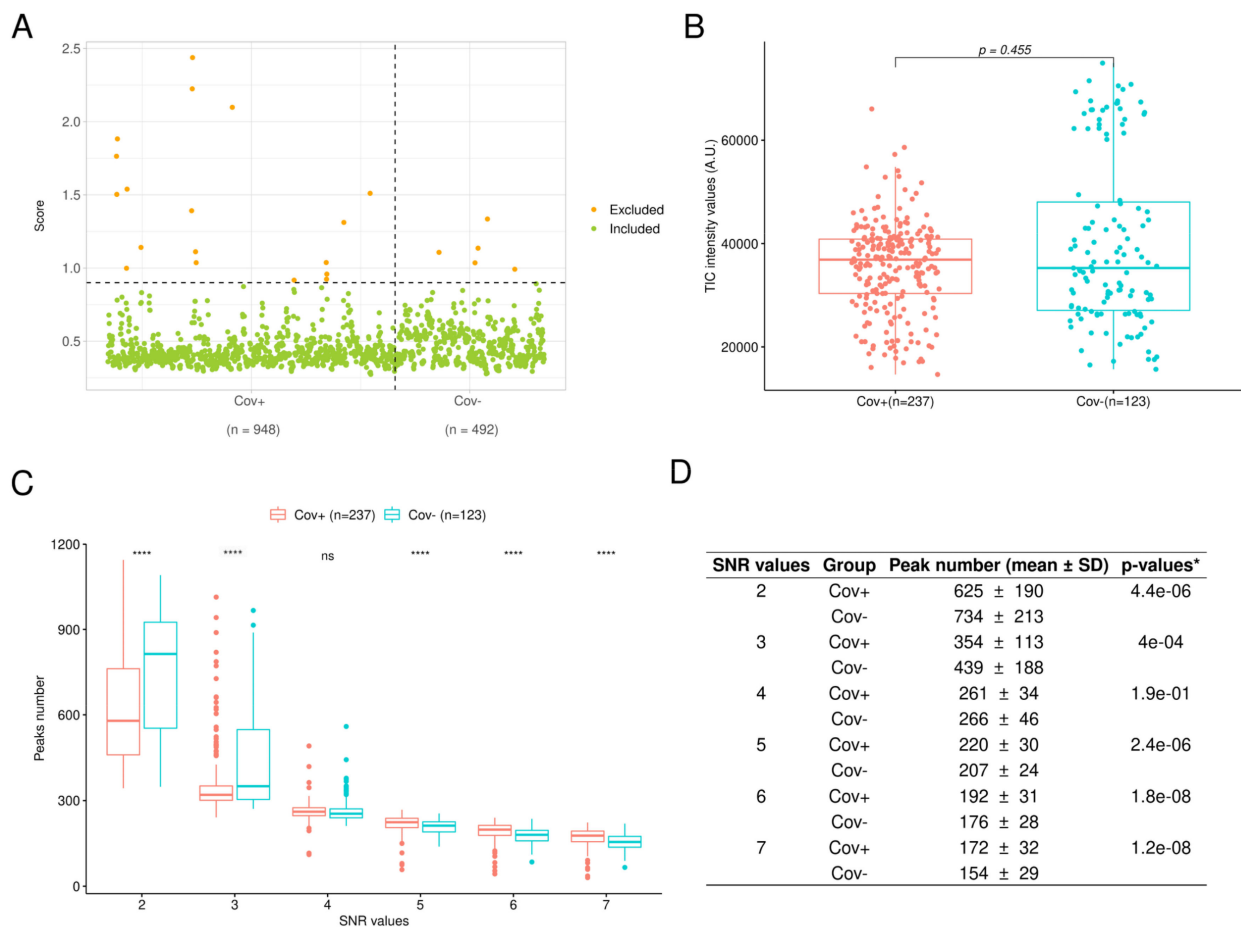 A
2.5
2.0
1.5
1.0
0.5
Score
Cov+
Cov-
(n = 948)
(n = 492)
Excluded
Included
B
p = 0.455
60000
40000
20000
TIC intensity values (A.U.)
Cov+(n=237)
Cov-(n=123)
C
Cov+ (n=237)
Cov- (n=123)
1200
900
600
300
0
Peaks number
**** **** ns **** **** ****
2 3 4 5 6 7
SNR values
D
SNR values Group Peak number (mean ± SD) p-values*
2 Cov+ 625 ± 190 4.4e-06
Cov- 734 ± 213
3 Cov+ 354 ± 113 4e-04
Cov- 439 ± 188
4 Cov+ 261 ± 34 1.9e-01
Cov- 266 ± 46
5 Cov+ 220 ± 30 2.4e-06
Cov- 207 ± 24
6 Cov+ 192 ± 31 1.8e-08
Cov- 176 ± 28
7 Cov+ 172 ± 32 1.2e-08
Cov- 154 ± 29